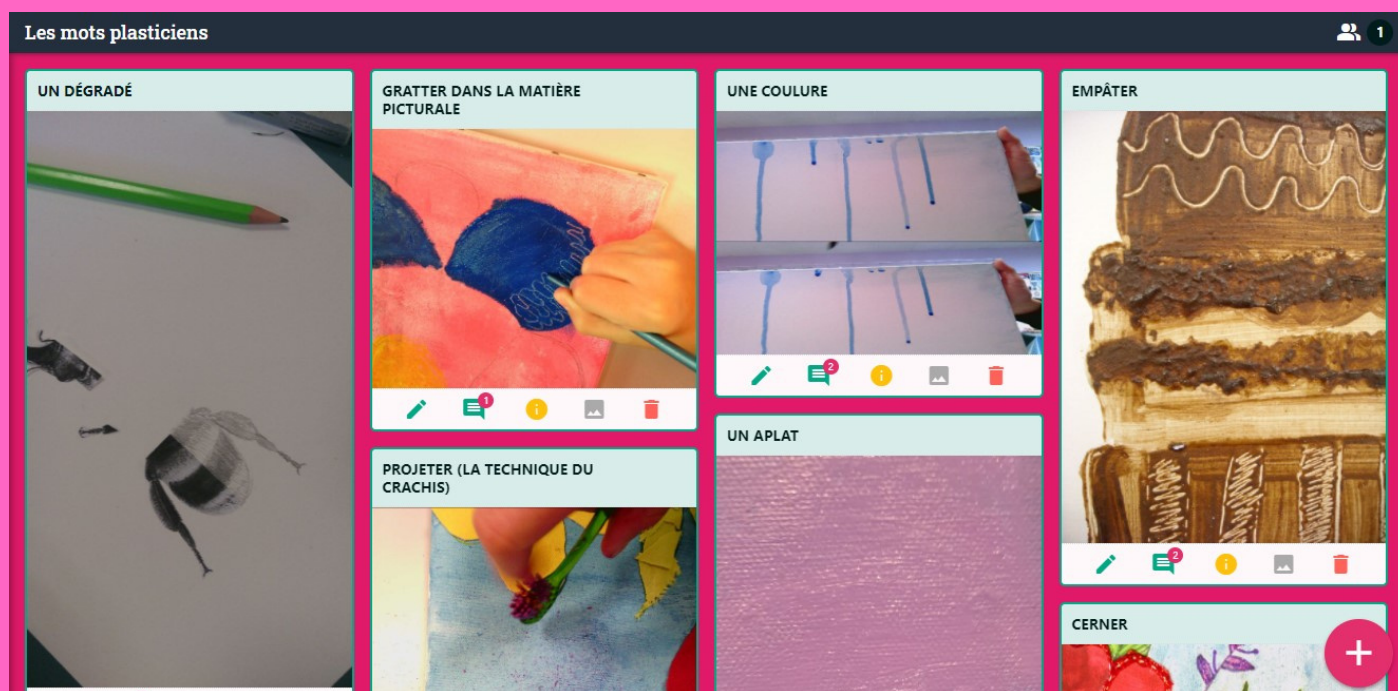 Les mots plasticiens
1
UN DÉGRADÉ
GRATTER DANS LA MATIÈRE
PICTURALE
1
PROJETER (LA TECHNIQUE DU
CRACHIS)
UNE COULURE
2
UN APLAT
EMPÂTER
2
CERNER